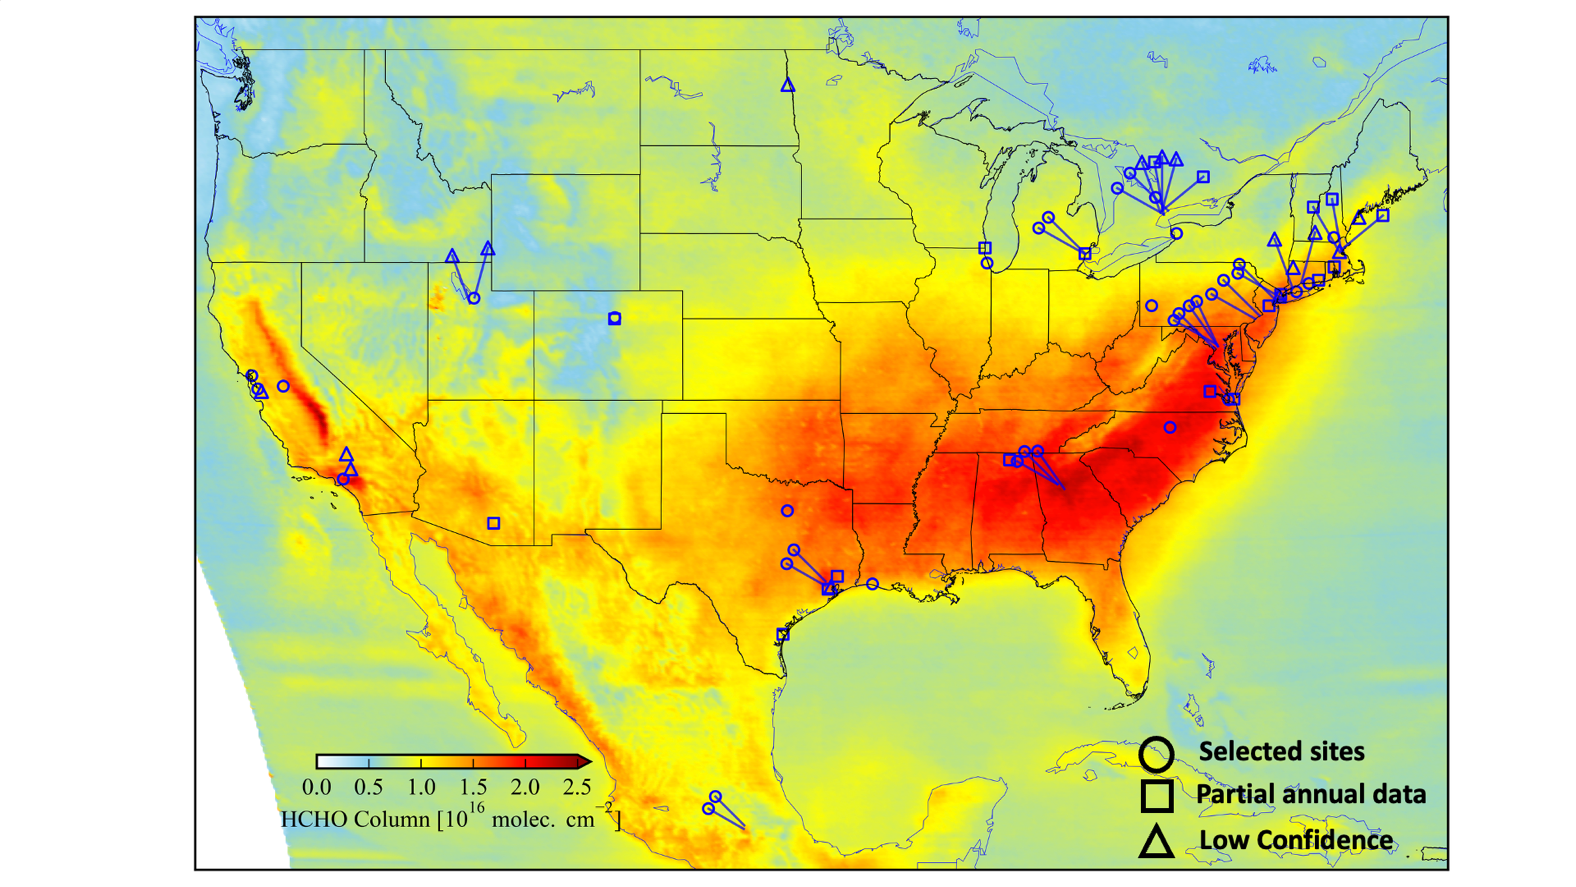 Selected sites
Partial annual data
Low Confidence
0.0 0.5 1.0 1.5 2.0 2.5
HCHO Column [10^16 molec. cm^−2]